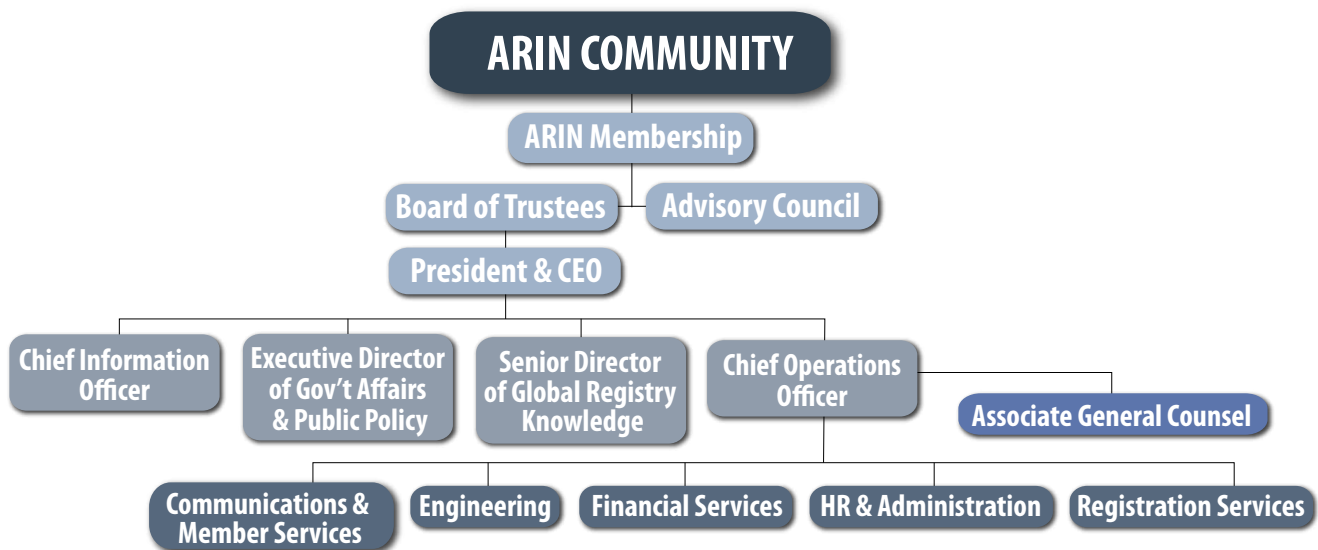 ARIN COMMUNITY
ARIN Membership
Board of Trustees
Advisory Council
President & CEO
Chief Information
Officer
Executive Director
of Gov’t Affairs
& Public Policy
Senior Director
of Global Registry
Knowledge
Chief Operations
Officer
Associate General Counsel
Communications &
Member Services
Engineering
Financial Services
HR & Administration
Registration Services